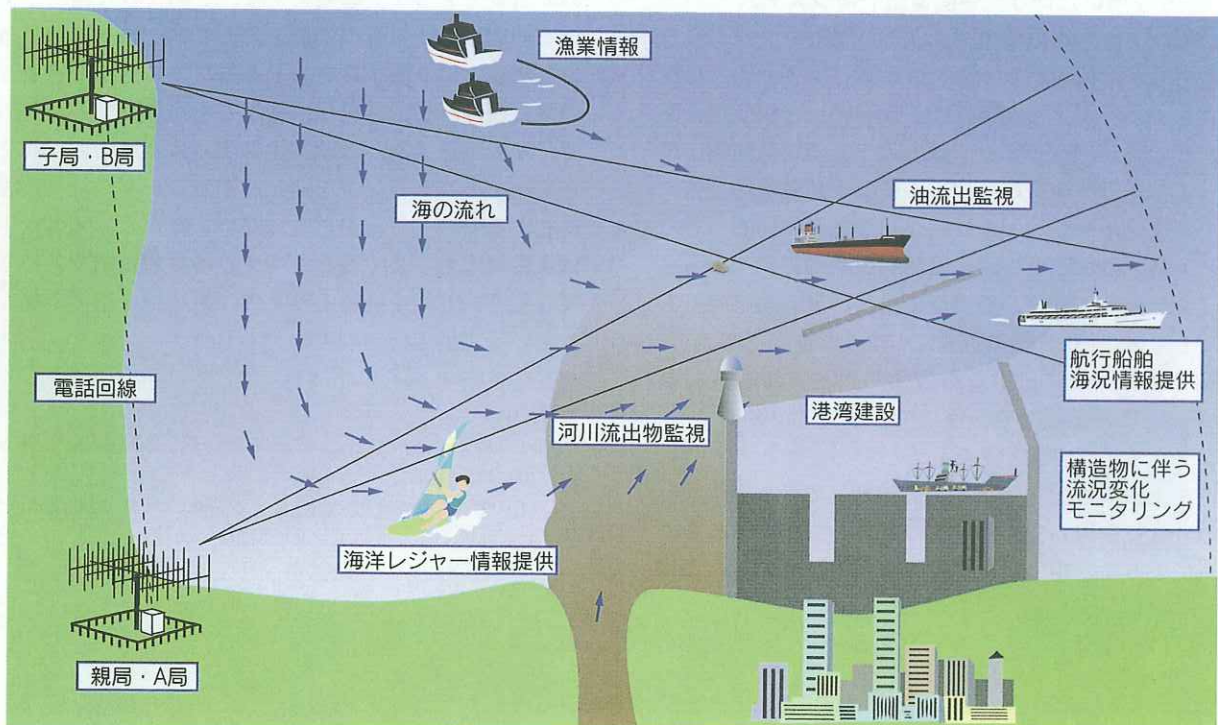 漁業情報
子局・B局
海の流れ
油流出監視
航行船舶
海況情報提供
電話回線
港湾建設
河川流出物監視
構造物に伴う
流況変化
モニタリング
海洋レジャー情報提供
親局・A局